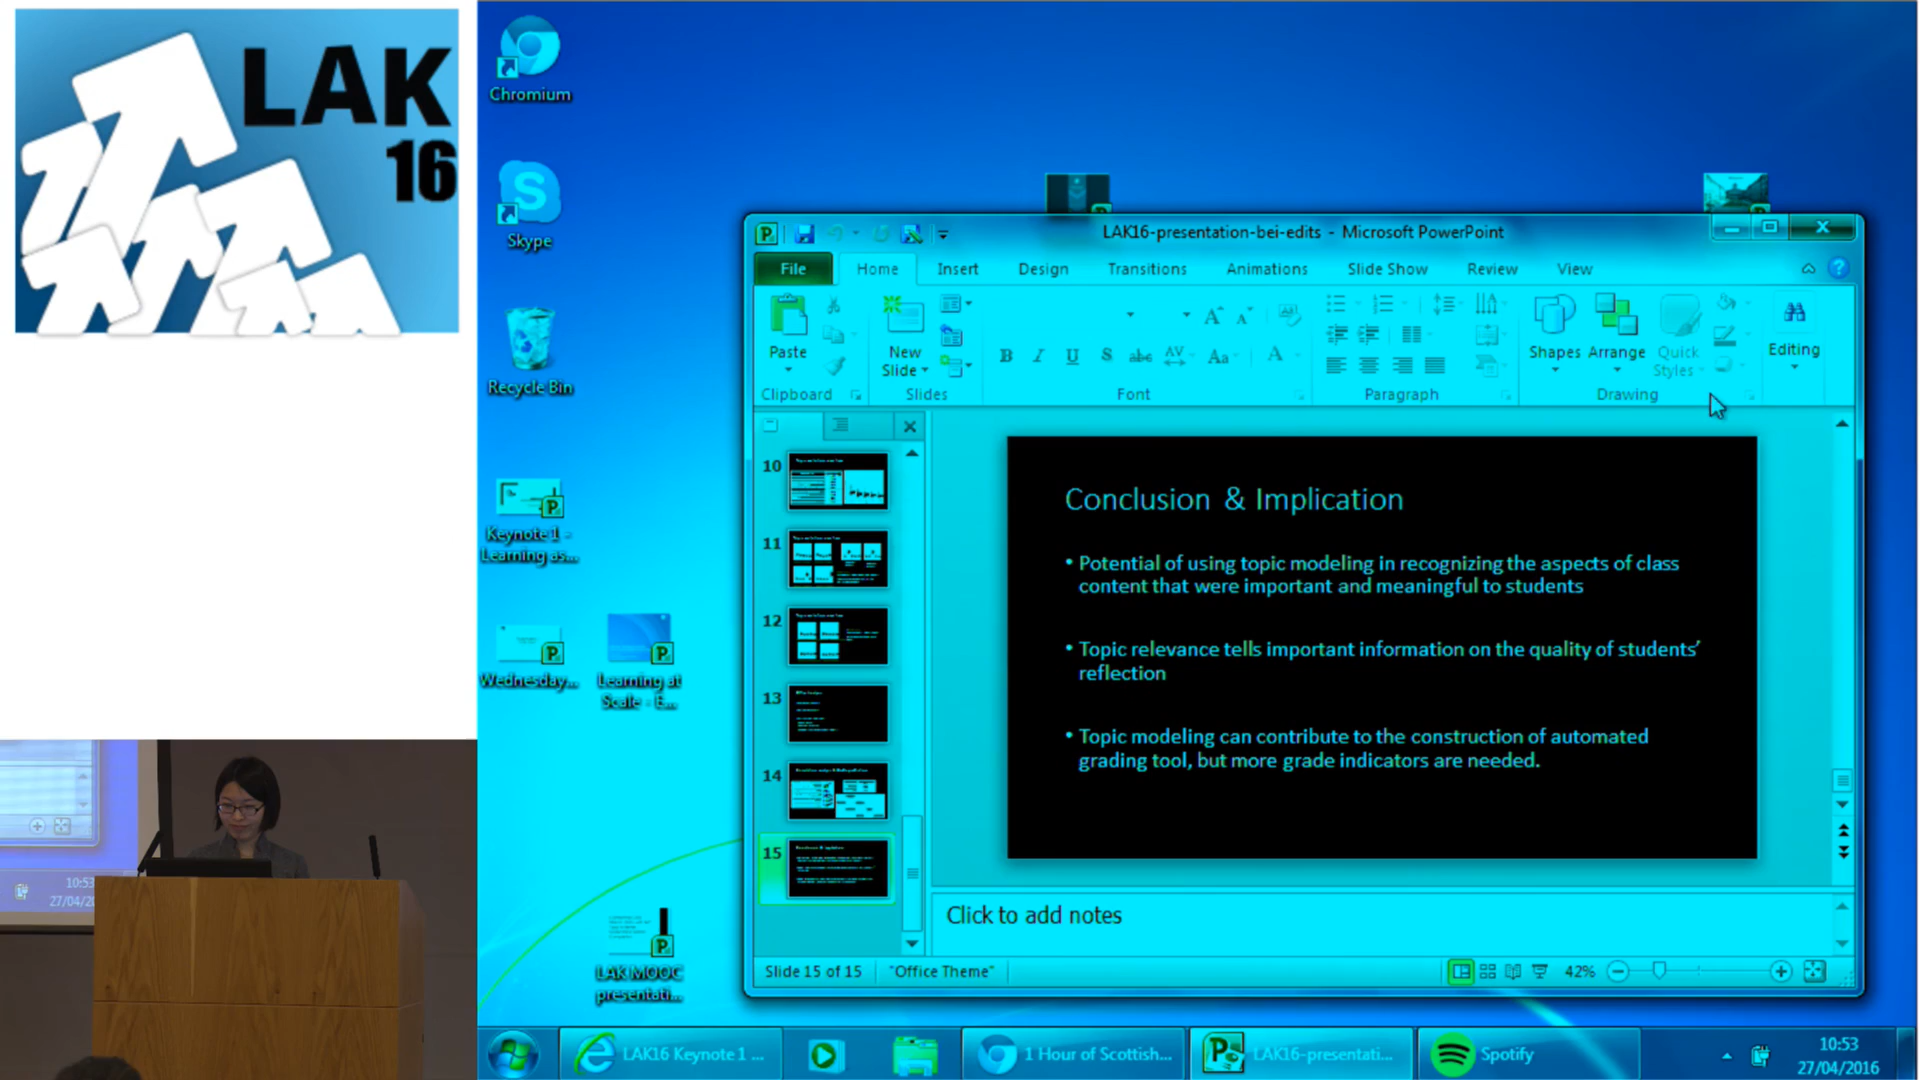 LAK
16
Chromium
Skype
Recycle Bin
Keynote 1 -
Learning as...
Wednesday...
Learning at
Scale - E...
LAK MOOC
presentati...
LAK16-presentation-bei-edits - Microsoft PowerPoint
File Home Insert Design Transitions Animations Slide Show Review View
Paste
New
Slide
Shapes Arrange Quick
Styles
Editing
Clipboard Slides Font Paragraph Drawing
10
11
12
13
14
15
Conclusion & Implication
• Potential of using topic modeling in recognizing the aspects of class
content that were important and meaningful to students
• Topic relevance tells important information on the quality of students'
reflection
• Topic modeling can contribute to the construction of automated
grading tool, but more grade indicators are needed.
Click to add notes
Slide 15 of 15 "Office Theme" 42%
LAK16 Keynote 1 ...
1 Hour of Scottish...
LAK16-presentati...
Spotify
10:53
27/04/2016
10:53
27/04/20